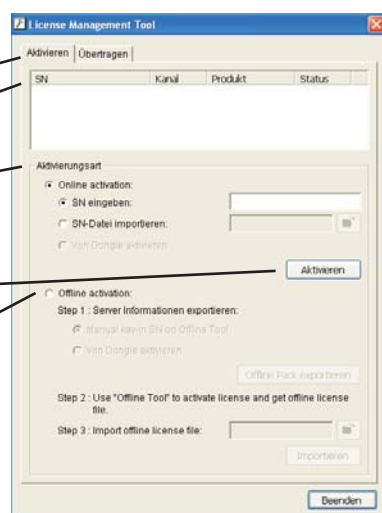 License Management Tool
Aktivieren Übertragen
SN Kanal Produkt Status
Aktivierungsart
Online activation:
SN eingeben:
SN-Datei importieren:
Von Dongle aktivieren
Aktivieren
Offline activation:
Step 1 : Server Informationen exportieren:
Manual key-in SN on Offline Tool
Von Dongle aktivieren
Offline Pack exportieren
Step 2 : Use "Offline Tool" to activate license and get offline license
file.
Step 3 : Import offline license file:
Importieren
Beenden